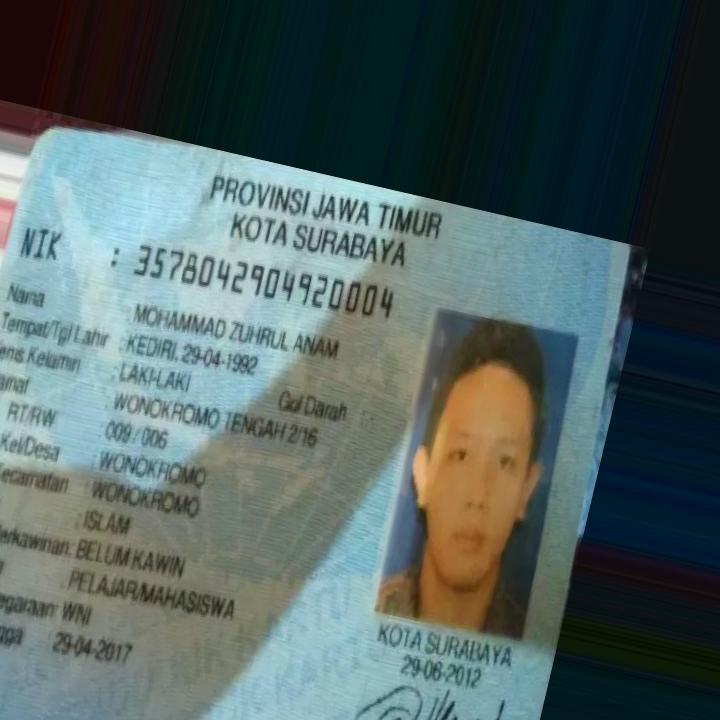 PROVINSI JAWA TIMUR
KOTA SURABAYA
NIK : 3578042904920004
Nama : MOHAMMAD ZUHRUL ANAM
Tempat/Tgl Lahir : KEDIRI, 29-04-1992
enis Kelamin : LAKI-LAKI Gol Darah : -
amat : WONOKROMO TENGAH 2/16
RT/RW : 009 / 006
Kel/Desa : WONOKROMO
ecamatan : WONOKROMO
: ISLAM
erkawinan: BELUM KAWIN
: PELAJAR/MAHASISWA
egaraan: WNI
gga 29-04-2017
KOTA SURABAYA
29-06-2012